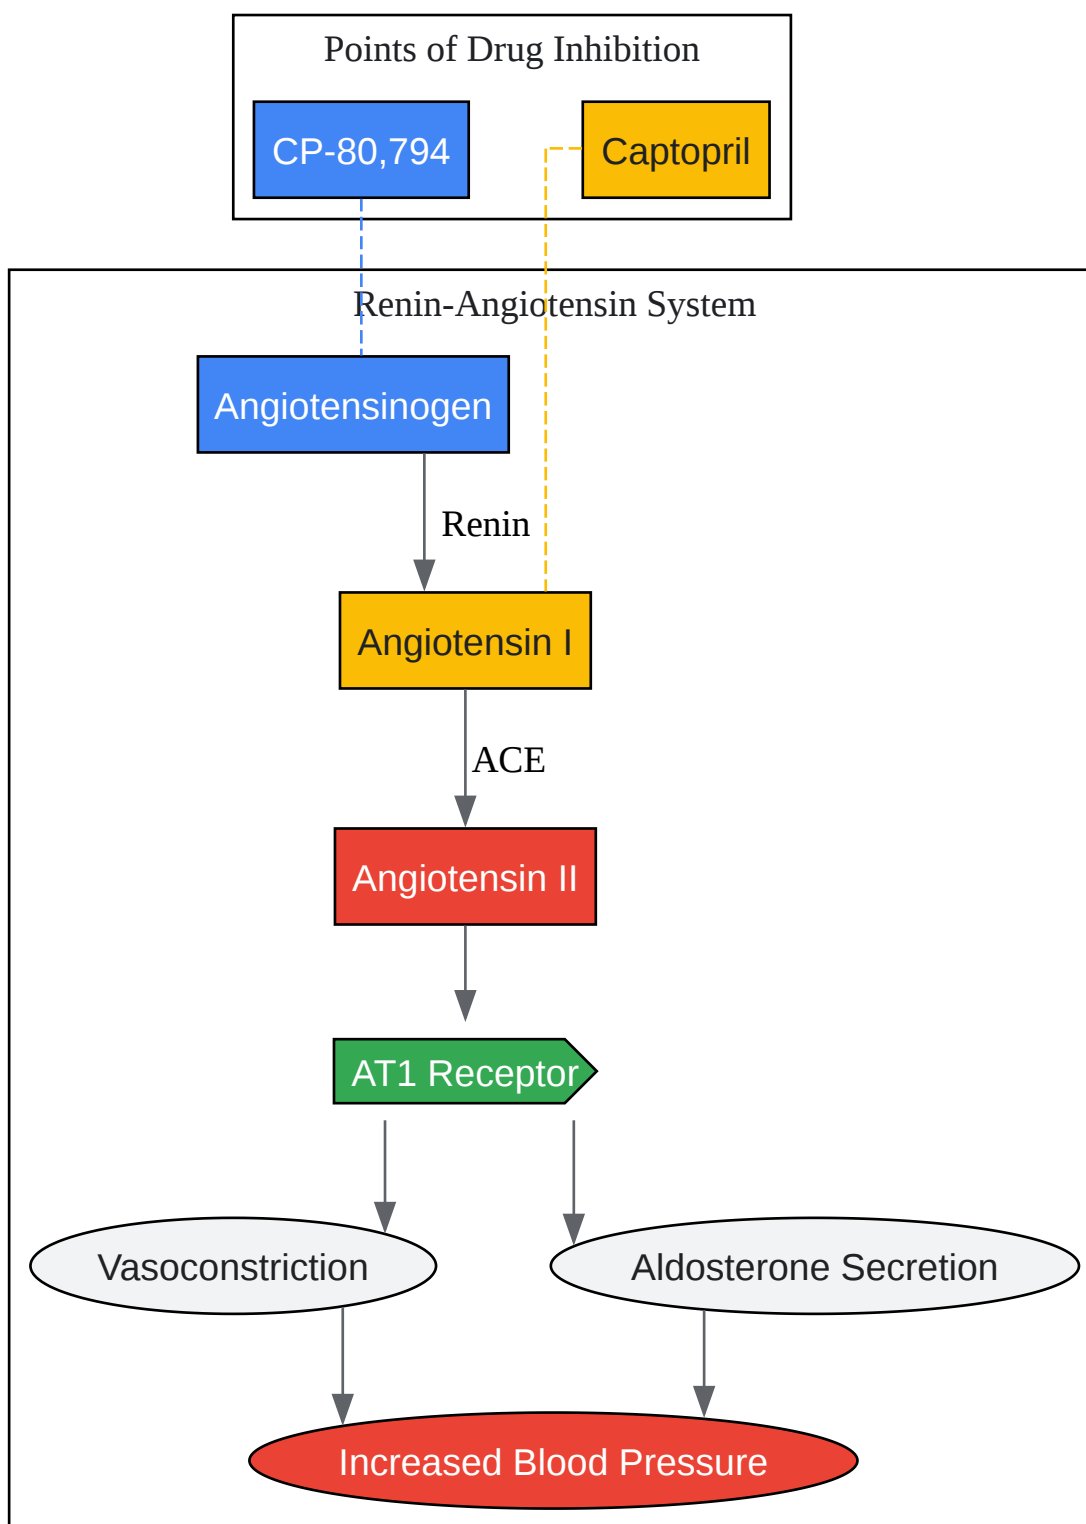 Points of Drug Inhibition
CP-80,794
Captopril
Renin-Angiotensin System
Angiotensinogen
Renin
Angiotensin I
ACE
Angiotensin II
AT1 Receptor
Vasoconstriction
Aldosterone Secretion
Increased Blood Pressure